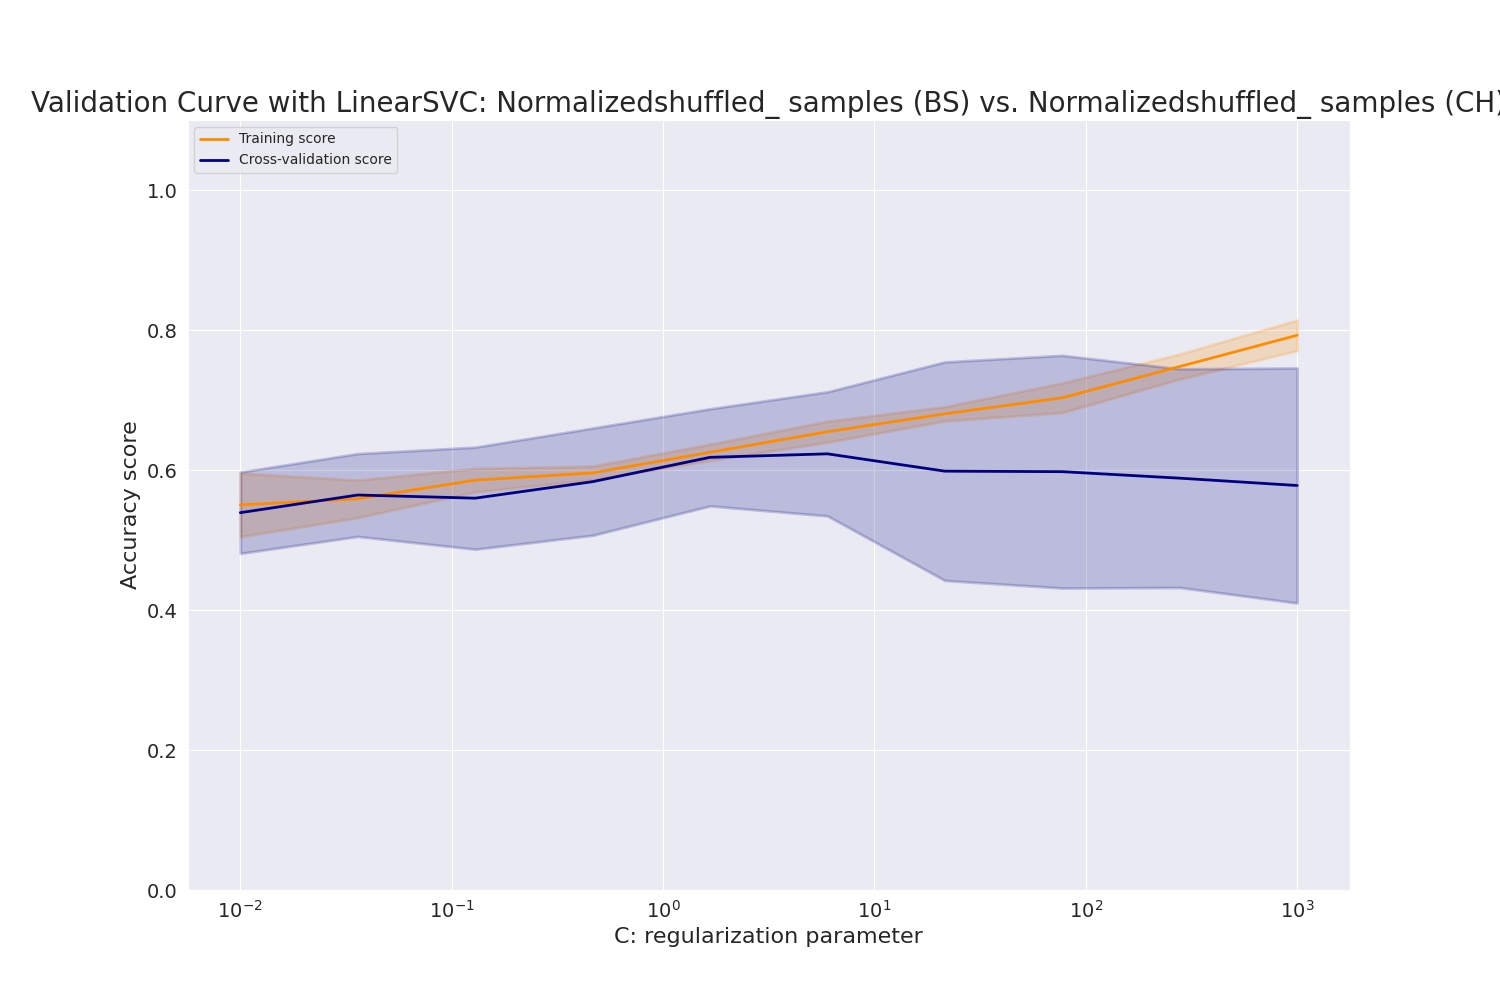 Validation Curve with LinearSVC: Normalizedshuffled_ samples (BS) vs. Normalizedshuffled_ samples (CH)
Training score
Cross-validation score
1.0
0.8
0.6
0.4
0.2
0.0
Accuracy score
10⁻² 10⁻¹ 10⁰ 10¹ 10² 10³
C: regularization parameter